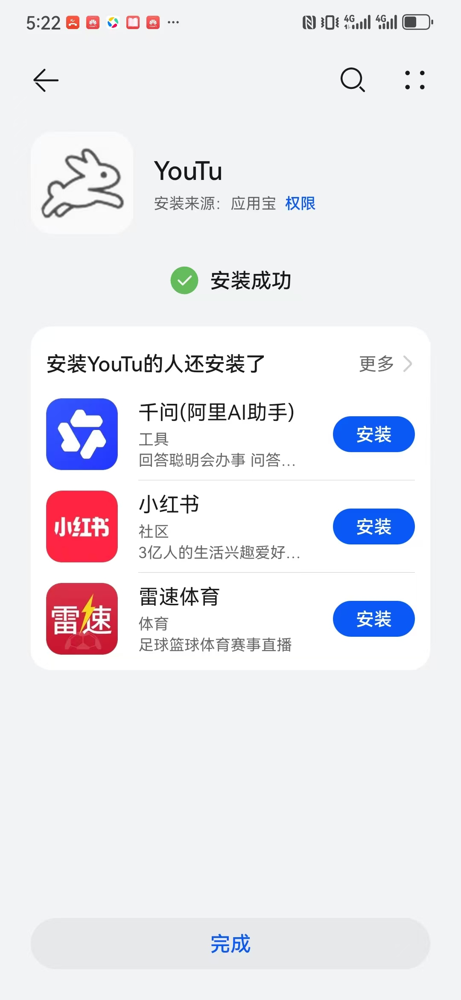 5:22
4G 4G
YouTu
安装来源：应用宝 权限
安装成功
安装YouTu的人还安装了 更多
千问(阿里AI助手)
工具
回答聪明会办事 问答...
安装
小红书
小红书
社区
3亿人的生活兴趣爱好...
安装
雷速
雷速体育
体育
足球篮球体育赛事直播
安装
完成